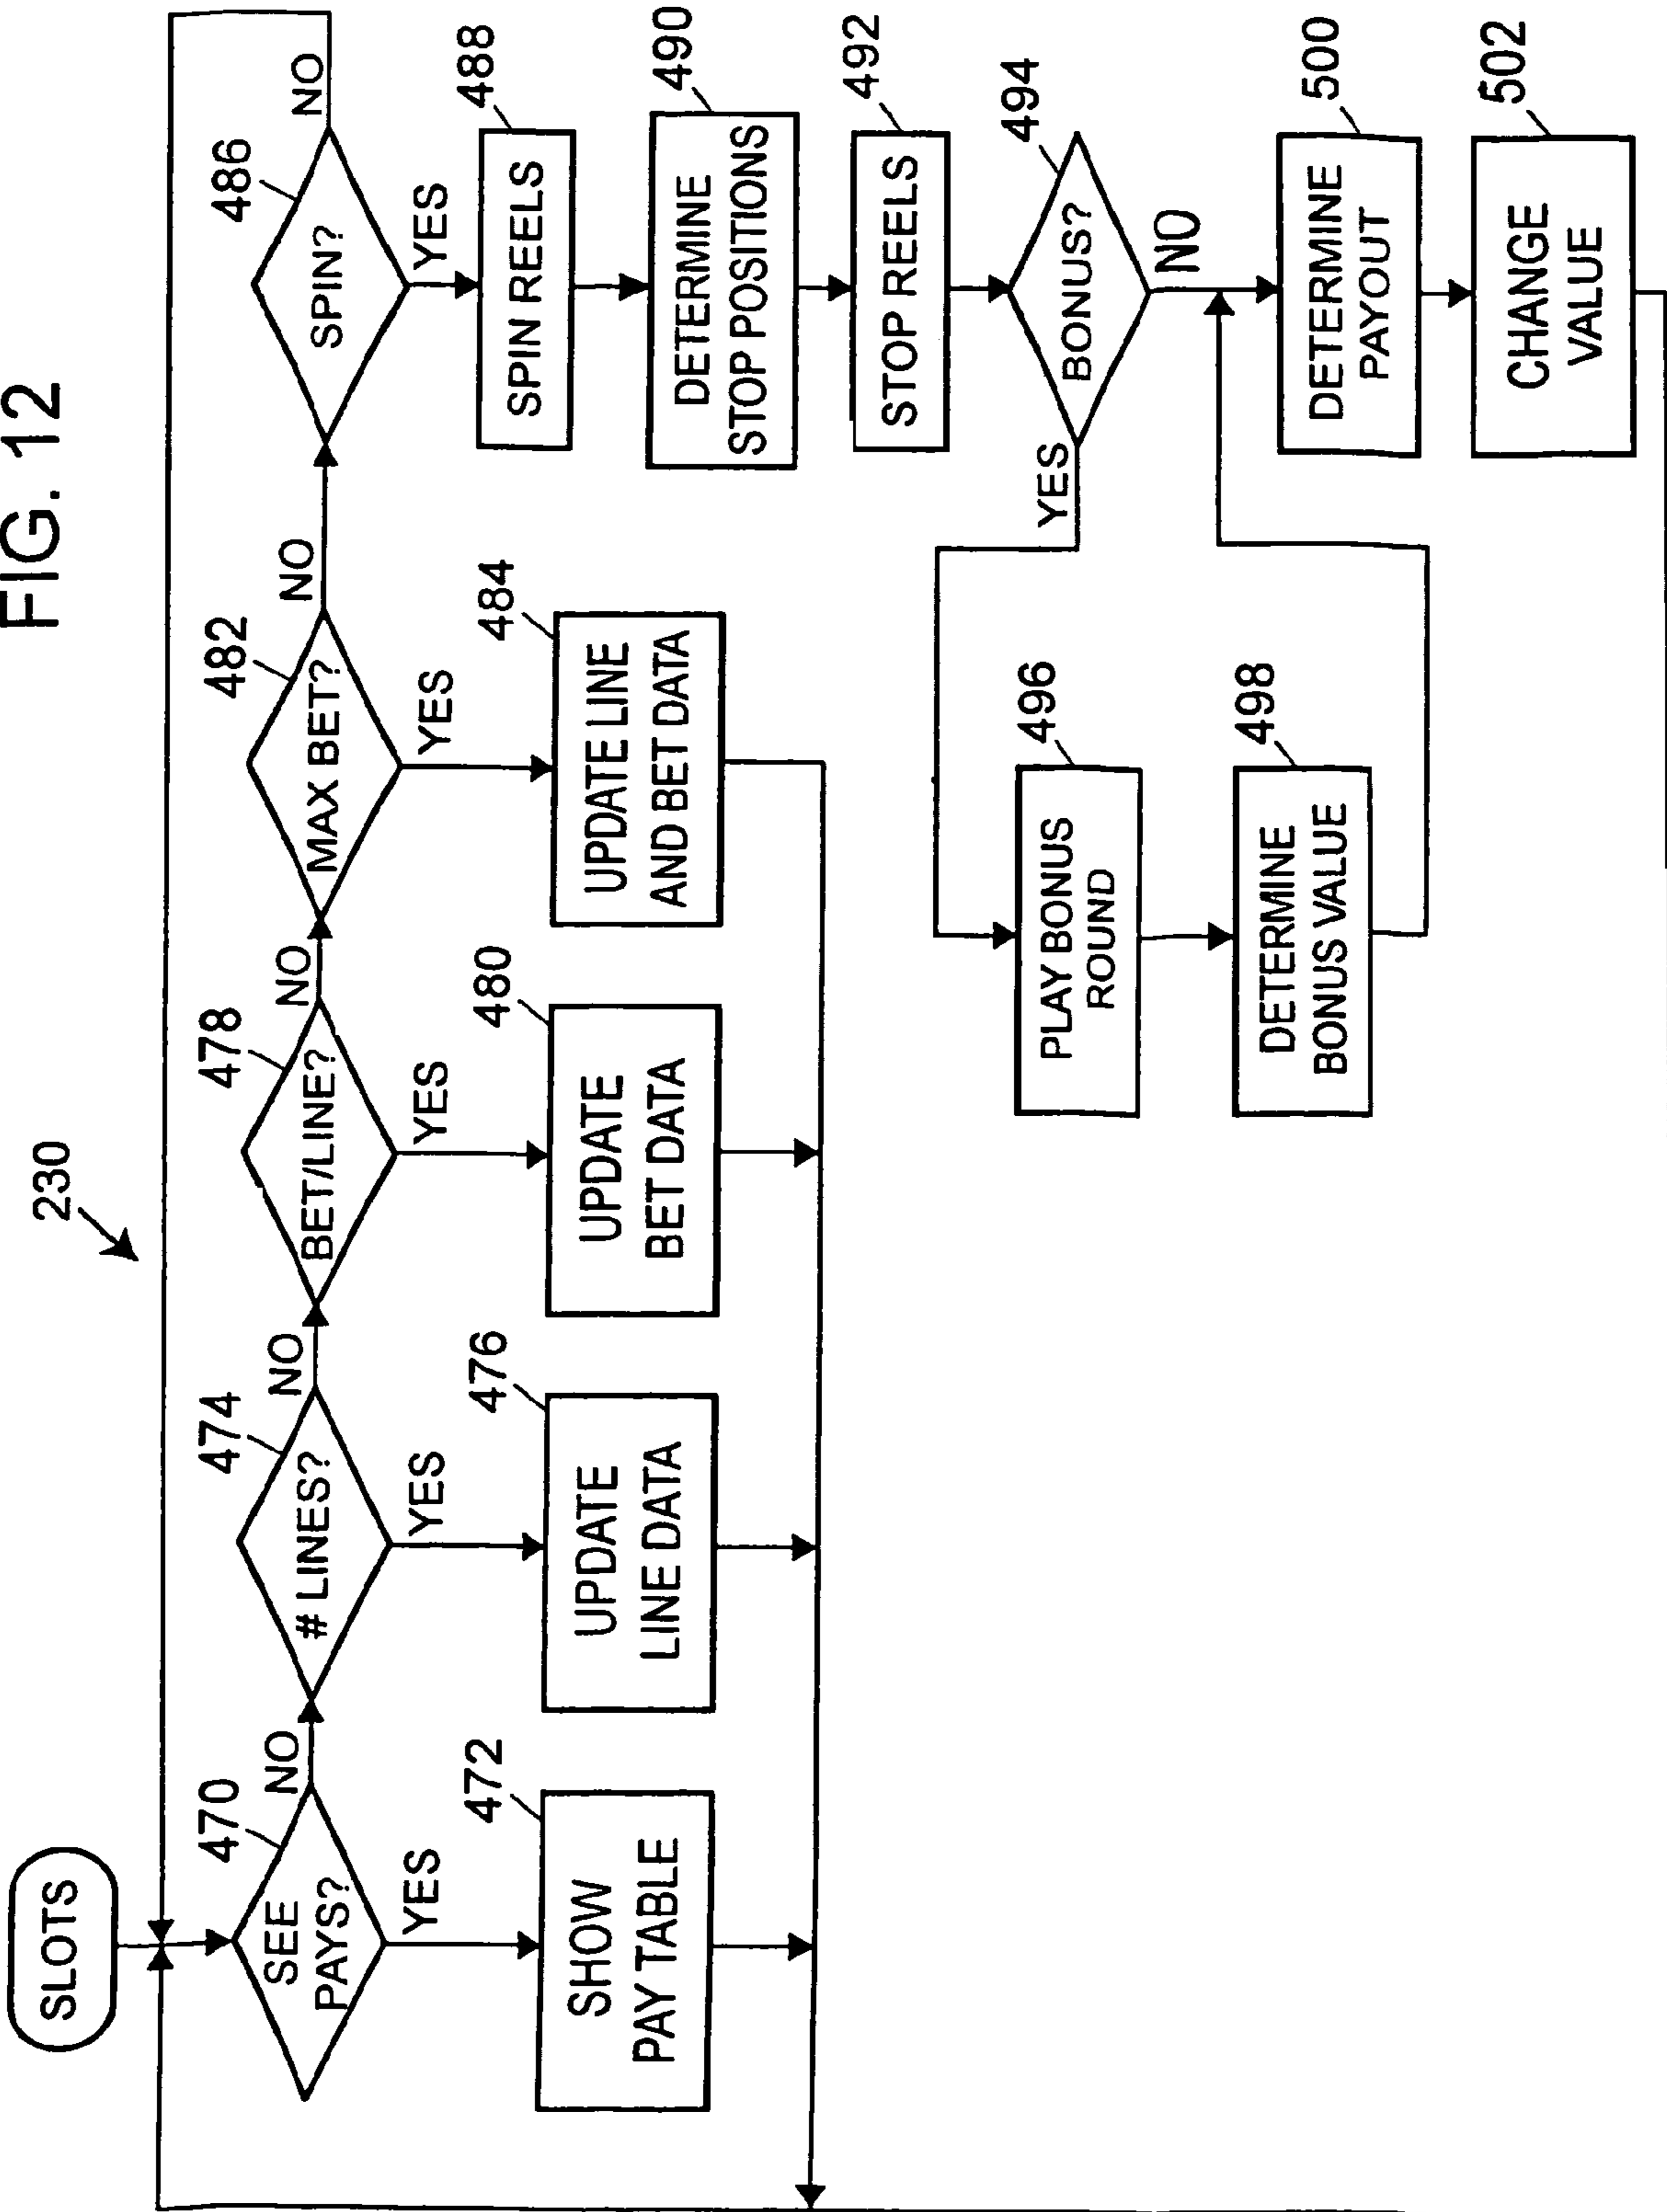 FIG. 12
230
SLOTS
470
SEE
PAYS?
NO
YES
472
SHOW
PAY TABLE
474
# LINES?
NO
YES
476
UPDATE
LINE DATA
478
BET/LINE?
NO
YES
480
UPDATE
BET DATA
482
MAX BET?
NO
YES
484
UPDATE LINE
AND BET DATA
486
SPIN?
NO
YES
488
SPIN REELS
490
DETERMINE
STOP POSITIONS
492
STOP REELS
494
BONUS?
YES
NO
496
PLAY BONUS
ROUND
498
DETERMINE
BONUS VALUE
500
DETERMINE
PAYOUT
502
CHANGE
VALUE